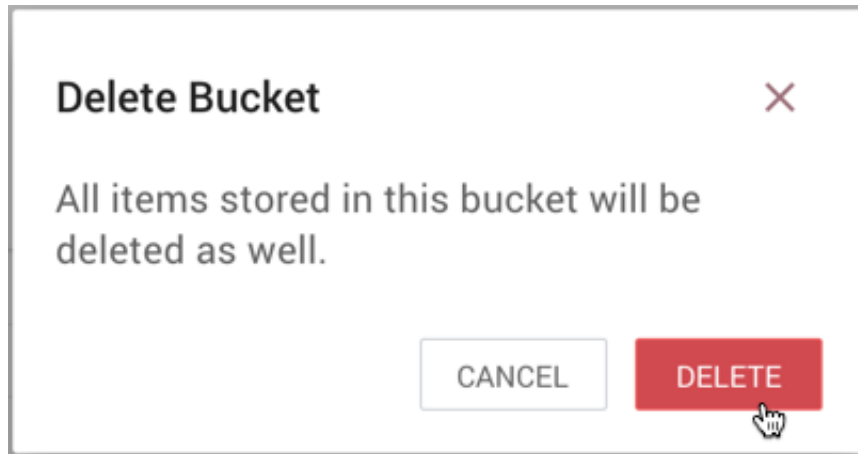 Delete Bucket
All items stored in this bucket will be
deleted as well.
CANCEL
DELETE